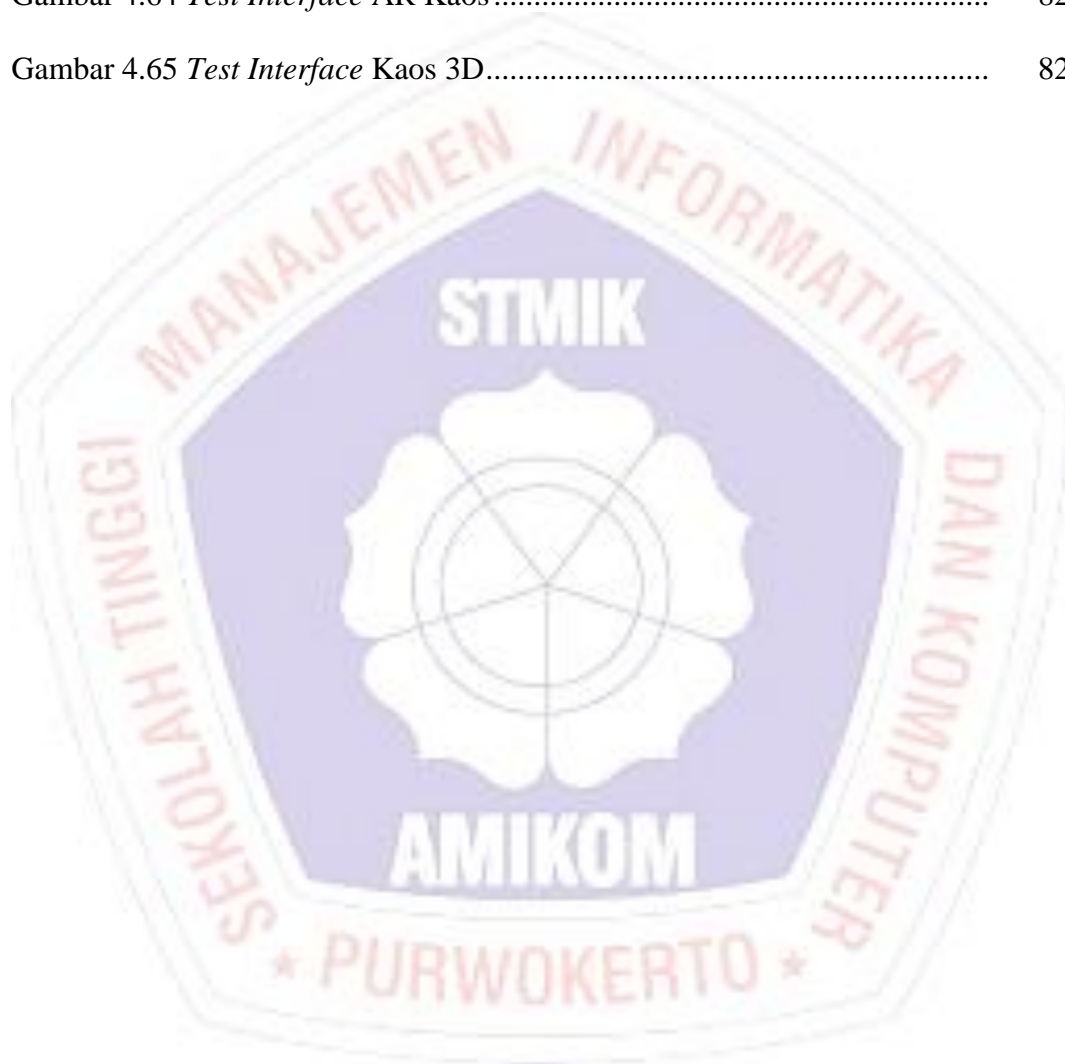 Gambar 4.64 Test Interface AR Kaos........................................................................ 82
Gambar 4.65 Test Interface Kaos 3D......................................................................... 82
SEKOLAH TINGGI MANAJEMEN INFORMATIKA DAN KOMPUTER
STMIK
AMIKOM
* PURWOKERTO *